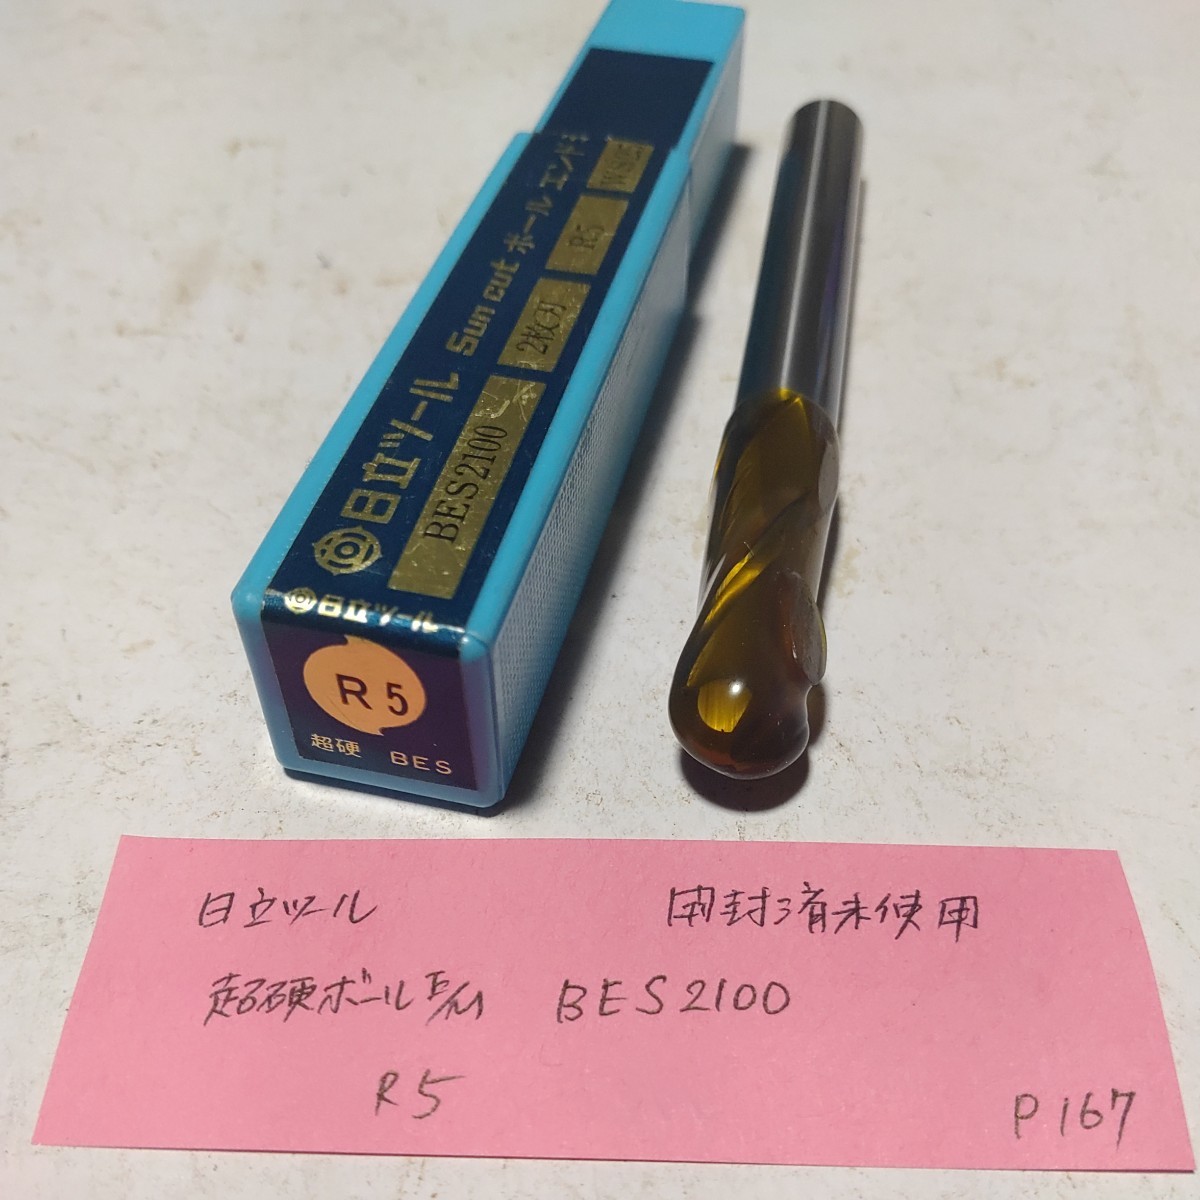 日立ツール Sun cut ボール エンドミ
BES2100 2枚刃 R5
日立ツール
R5
超硬 BES
日立ツール 開封済未使用
超硬ボールE/M BES2100
R5
P167